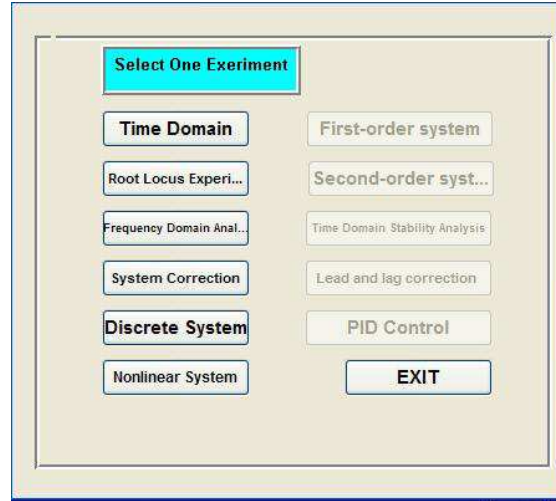 Select One Exeriment
Time Domain
First-order system
Root Locus Experi...
Second-order syst...
Frequency Domain Anal...
Time Domain Stability Analysis
System Correction
Lead and lag correction
Discrete System
PID Control
Nonlinear System
EXIT